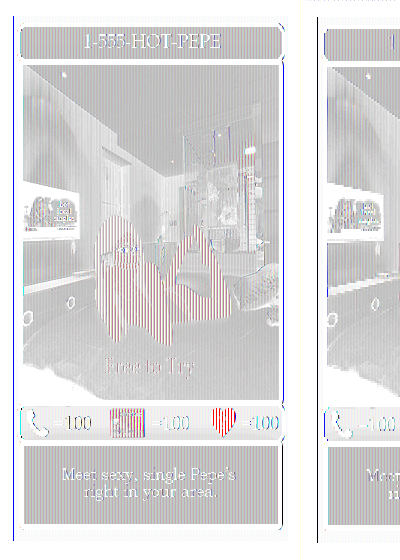 1-555-HOT-PEPE
Free to Try
100
100
100
Meet sexy, single Pepe's
right in your area.